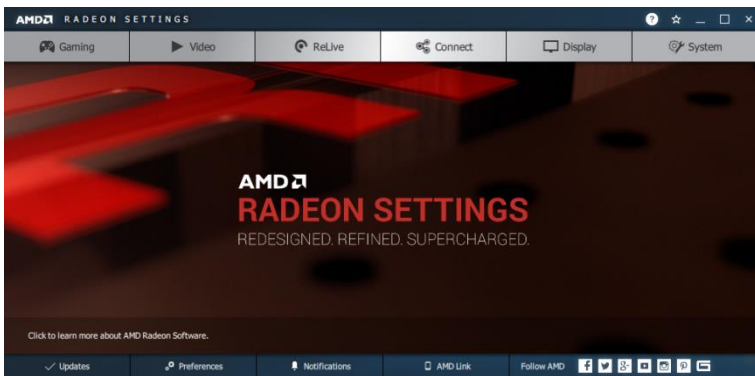 AMD RADEON SETTINGS
Gaming Video ReLive Connect Display System
AMD
RADEON SETTINGS
REDESIGNED. REFINED. SUPERCHARGED.
Click to learn more about AMD Radeon Software.
Updates Preferences Notifications AMD Link Follow AMD